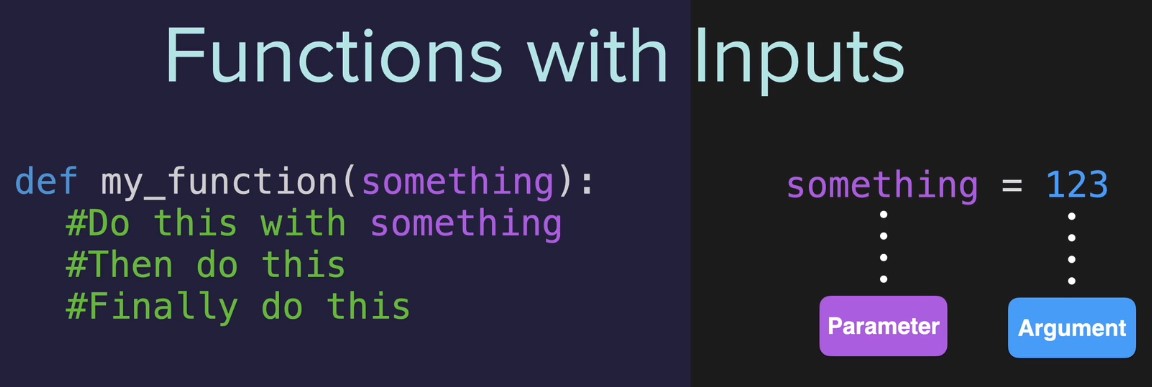 Functions with Inputs
def my_function(something):
#Do this with something
#Then do this
#Finally do this
something = 123
Parameter
Argument